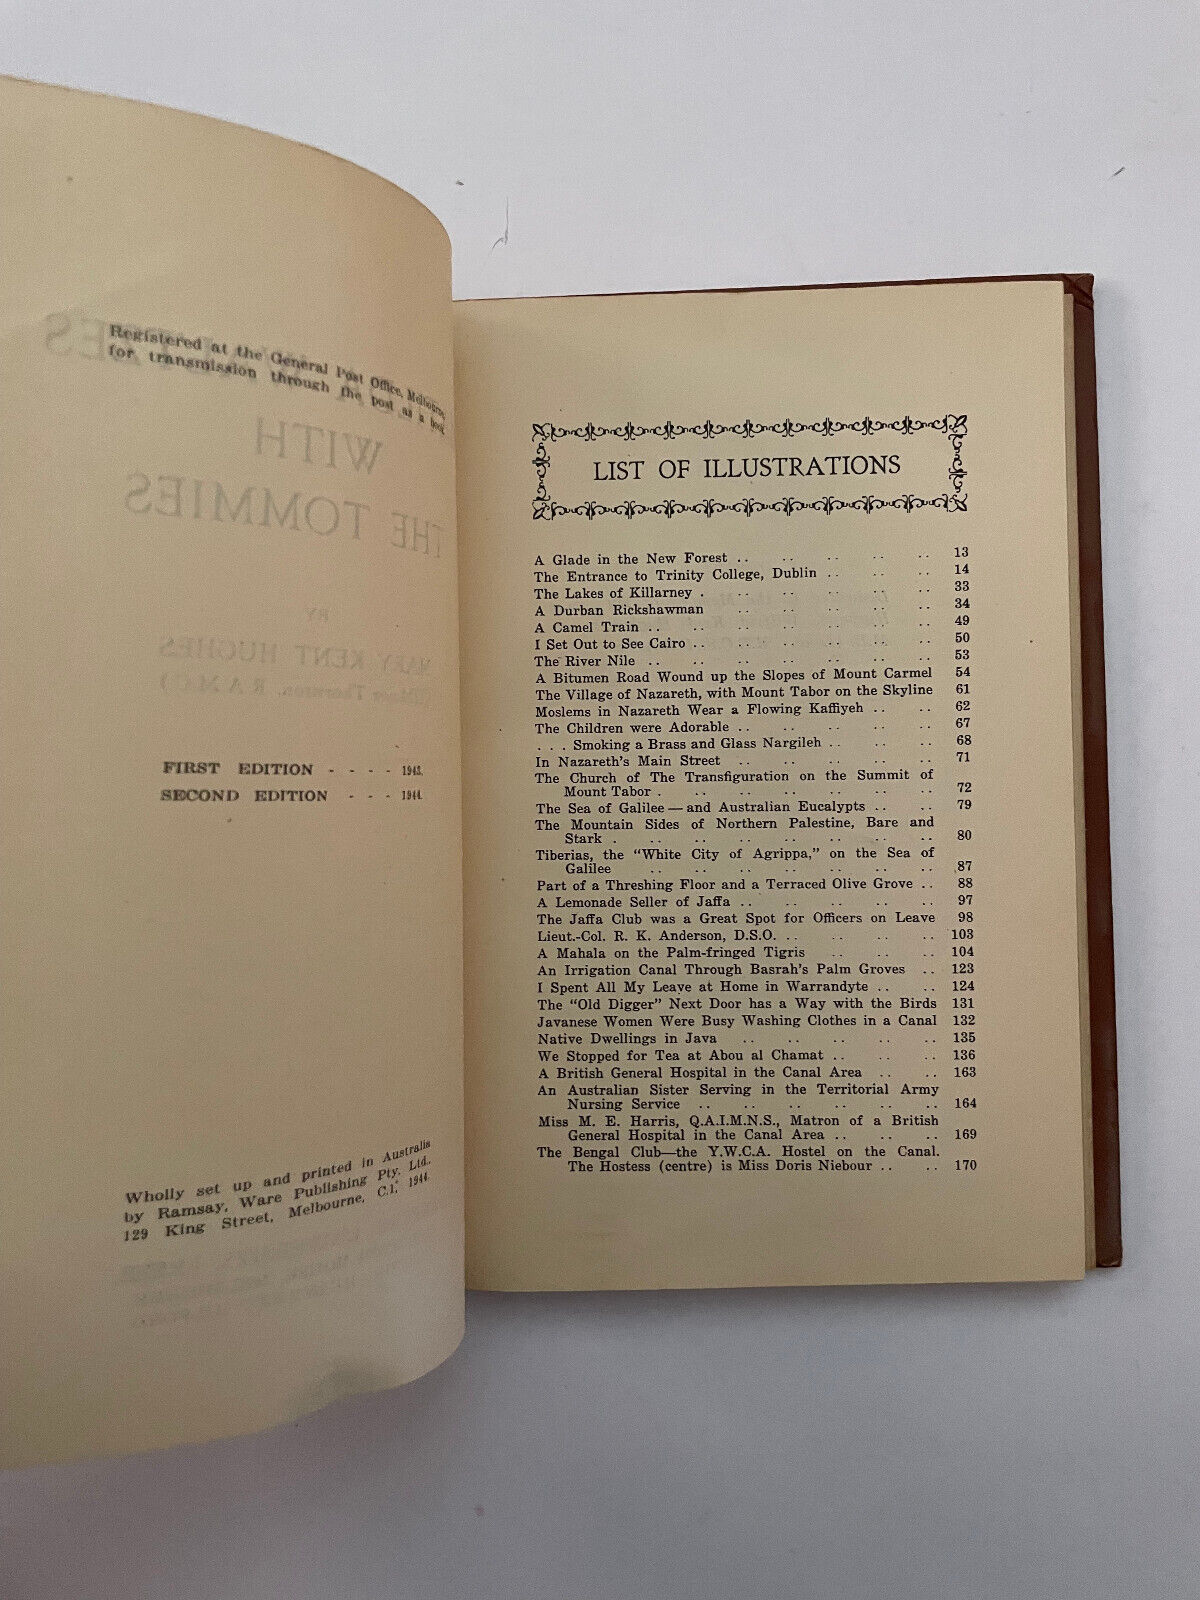 Registered at the General Post Office, Melbourne,
for transmission through the post as a book.
WITH
THE TOMMIES
BY
MARY KENT HUGHES
FIRST EDITION - - - - 1943.
SECOND EDITION - - - 1944.
Wholly set up and printed in Australia
by Ramsay, Ware Publishing Pty. Ltd.,
129 King Street, Melbourne, C.1, 1944.
LIST OF ILLUSTRATIONS
A Glade in the New Forest .. .. .. .. .. 13
The Entrance to Trinity College, Dublin .. .. .. 14
The Lakes of Killarney . .. .. .. .. .. 33
A Durban Rickshawman .. .. .. .. .. 34
A Camel Train .. .. .. .. .. .. .. 49
I Set Out to See Cairo .. .. .. .. .. .. 50
The River Nile .. .. .. .. .. .. .. 53
A Bitumen Road Wound up the Slopes of Mount Carmel 54
The Village of Nazareth, with Mount Tabor on the Skyline 61
Moslems in Nazareth Wear a Flowing Kaffiyeh .. .. 62
The Children were Adorable .. .. .. .. .. 67
. . . Smoking a Brass and Glass Nargileh .. .. .. 68
In Nazareth's Main Street .. .. .. .. .. 71
The Church of The Transfiguration on the Summit of
Mount Tabor . .. .. .. .. .. .. 72
The Sea of Galilee — and Australian Eucalypts .. .. 79
The Mountain Sides of Northern Palestine, Bare and
Stark . .. .. .. .. .. .. .. 80
Tiberias, the "White City of Agrippa," on the Sea of
Galilee .. .. .. .. .. .. .. 87
Part of a Threshing Floor and a Terraced Olive Grove .. 88
A Lemonade Seller of Jaffa .. .. .. .. .. 97
The Jaffa Club was a Great Spot for Officers on Leave 98
Lieut.-Col. R. K. Anderson, D.S.O. .. .. .. .. 103
A Mahala on the Palm-fringed Tigris .. .. .. 104
An Irrigation Canal Through Basrah's Palm Groves .. 123
I Spent All My Leave at Home in Warrandyte .. .. 124
The "Old Digger" Next Door has a Way with the Birds 131
Javanese Women Were Busy Washing Clothes in a Canal 132
Native Dwellings in Java .. .. .. .. .. 135
We Stopped for Tea at Abou al Chamat .. .. .. 136
A British General Hospital in the Canal Area .. .. 163
An Australian Sister Serving in the Territorial Army
Nursing Service .. .. .. .. .. .. 164
Miss M. E. Harris, Q.A.I.M.N.S., Matron of a British
General Hospital in the Canal Area .. .. .. 169
The Bengal Club—the Y.W.C.A. Hostel on the Canal.
The Hostess (centre) is Miss Doris Niebour .. .. 170